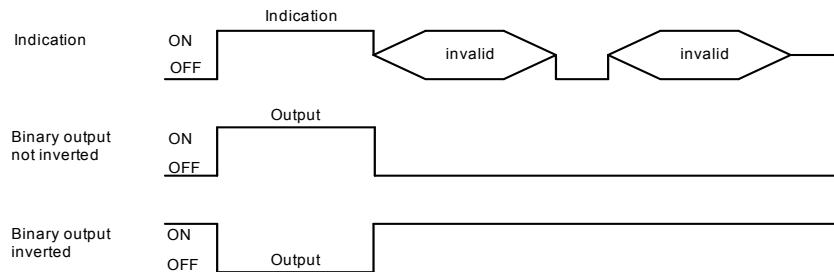 Indication
Indication
ON
OFF
invalid
invalid
Output
Binary output
not inverted
ON
OFF
Binary output
inverted
ON
OFF
Output